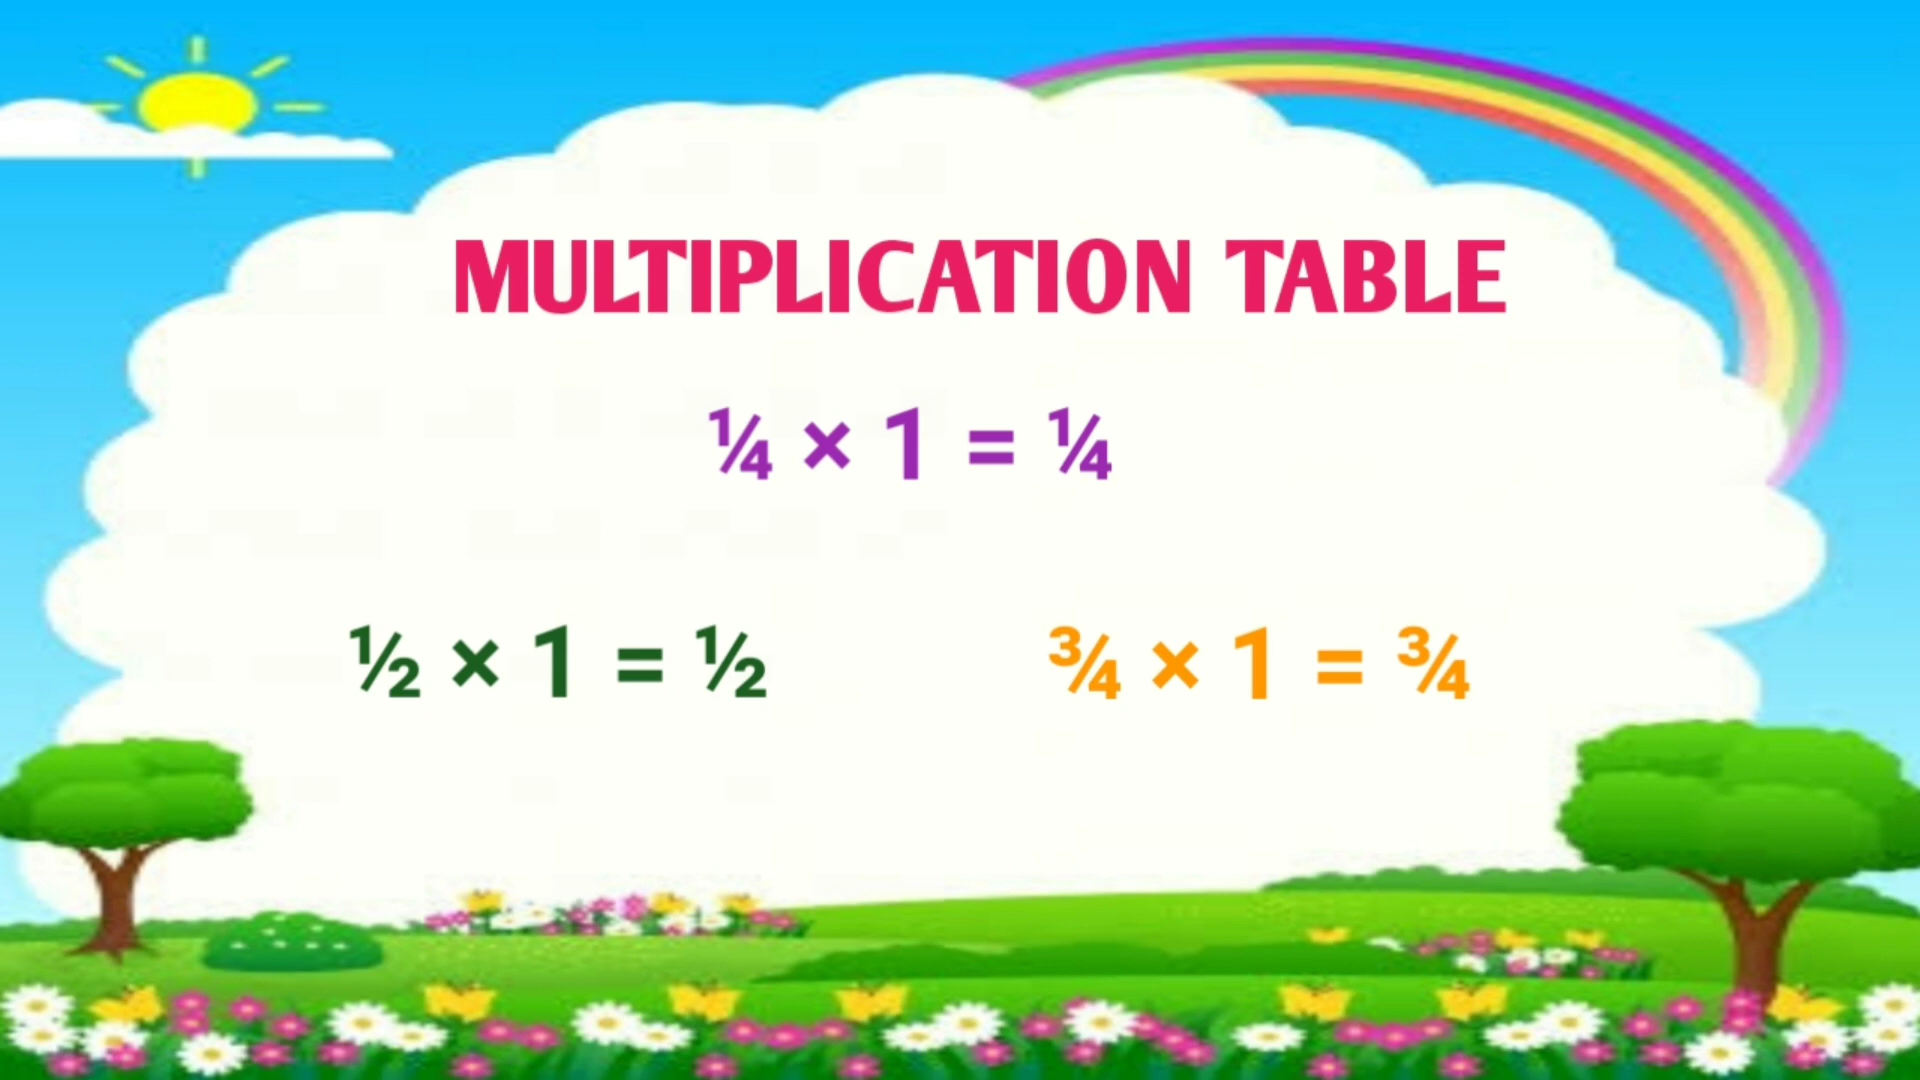 MULTIPLICATION TABLE
¼ × 1 = ¼
½ × 1 = ½
¾ × 1 = ¾